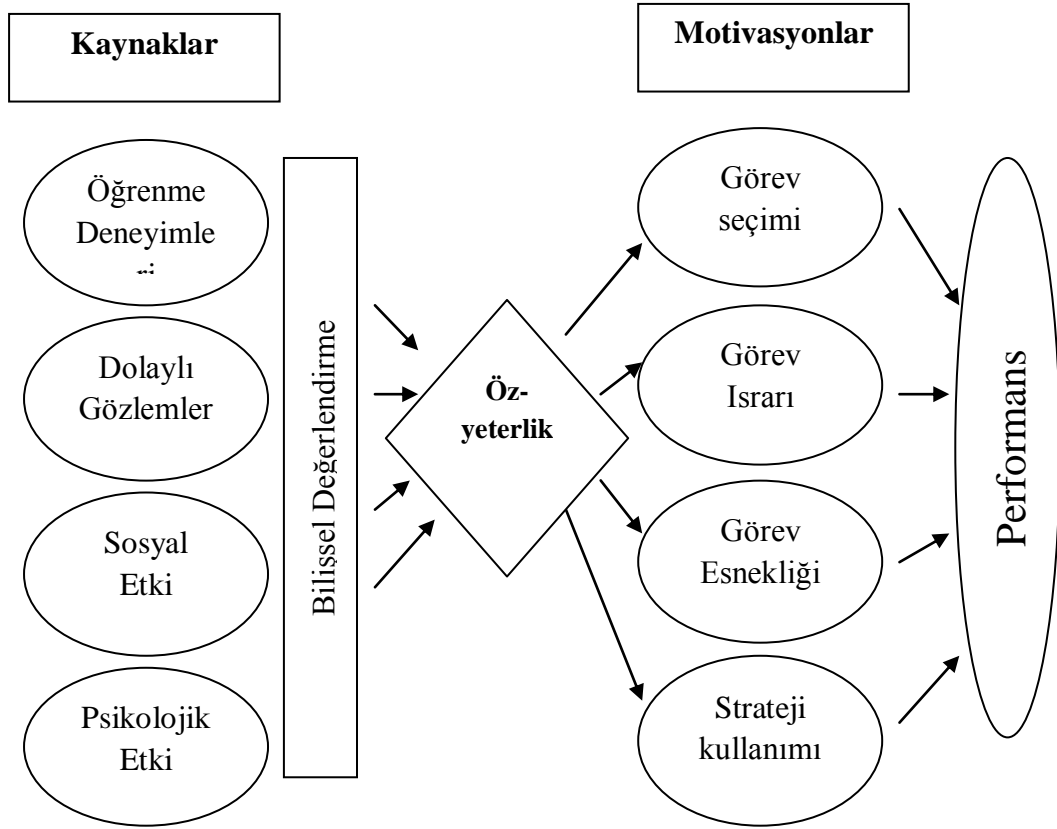 Kaynaklar
Motivasyonlar
Öğrenme
Deneyimle
ri
Dolaylı
Gözlemler
Sosyal
Etki
Psikolojik
Etki
Bilişsel Değerlendirme
Öz-
yeterlik
Görev
seçimi
Görev
Israrı
Görev
Esnekliği
Strateji
kullanımı
Performans